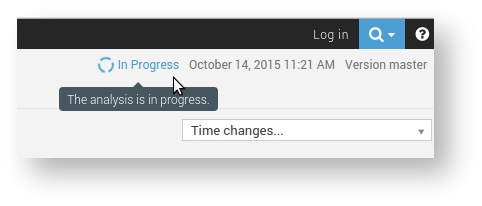 Log in
In Progress October 14, 2015 11:21 AM Version master
The analysis is in progress.
Time changes...